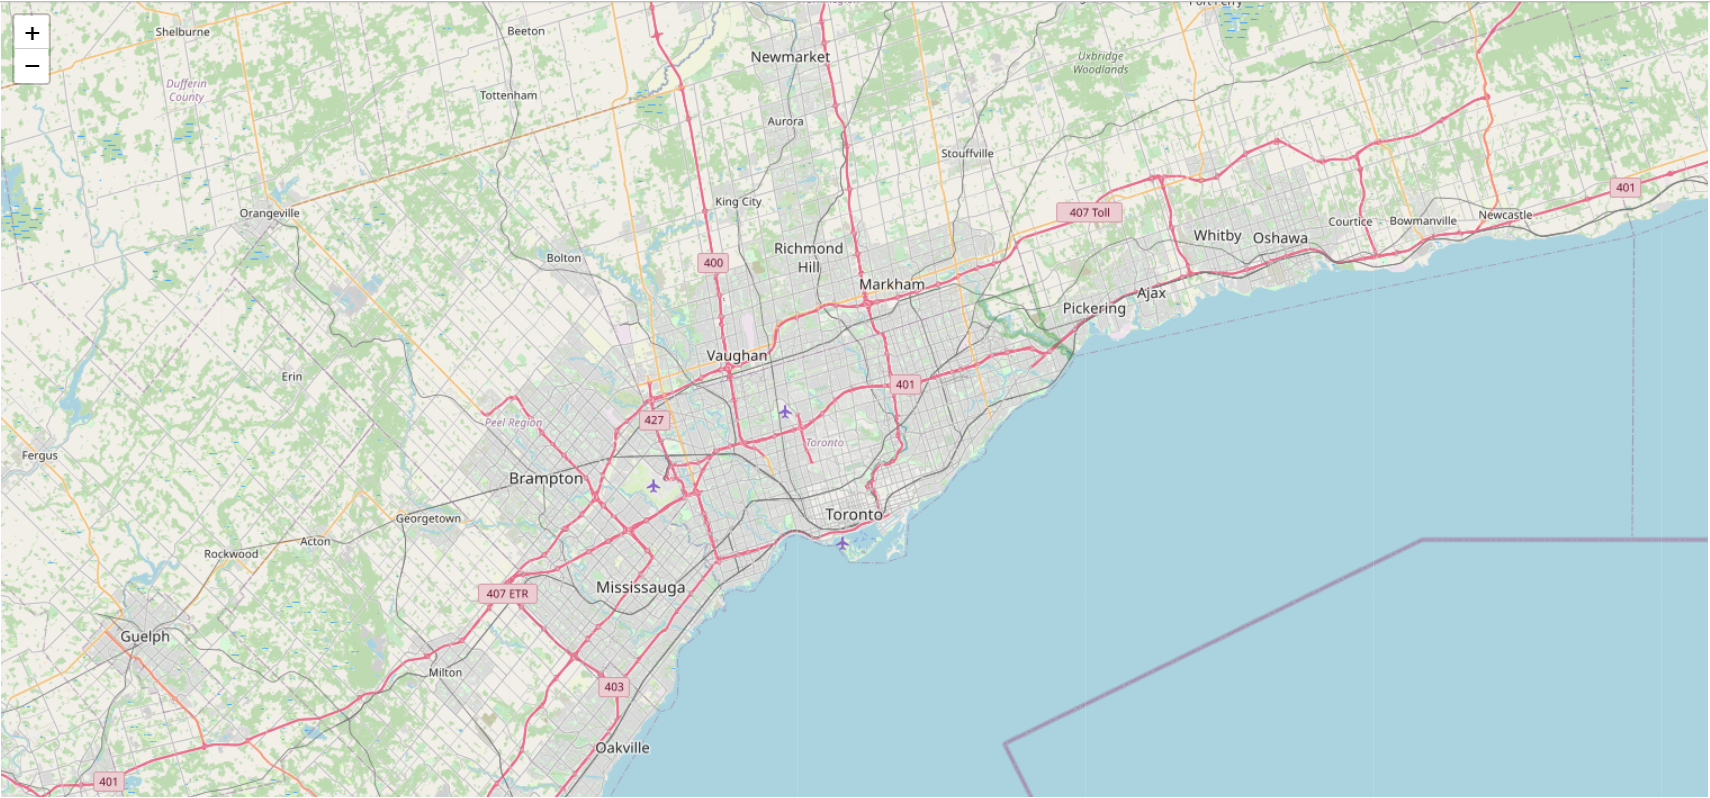 +
−
Shelburne
Beeton
Port Perry
Newmarket
Uxbridge
Woodlands
Dufferin
County
Tottenham
Aurora
Stouffville
401
King City
407 Toll
Orangeville
Courtice
Bowmanville
Newcastle
Whitby
Oshawa
Richmond
Hill
Bolton
400
Markham
Ajax
Pickering
Vaughan
Erin
401
427
Peel Region
Toronto
Fergus
Brampton
Georgetown
Toronto
Acton
Rockwood
Mississauga
407 ETR
Guelph
Milton
403
Oakville
401